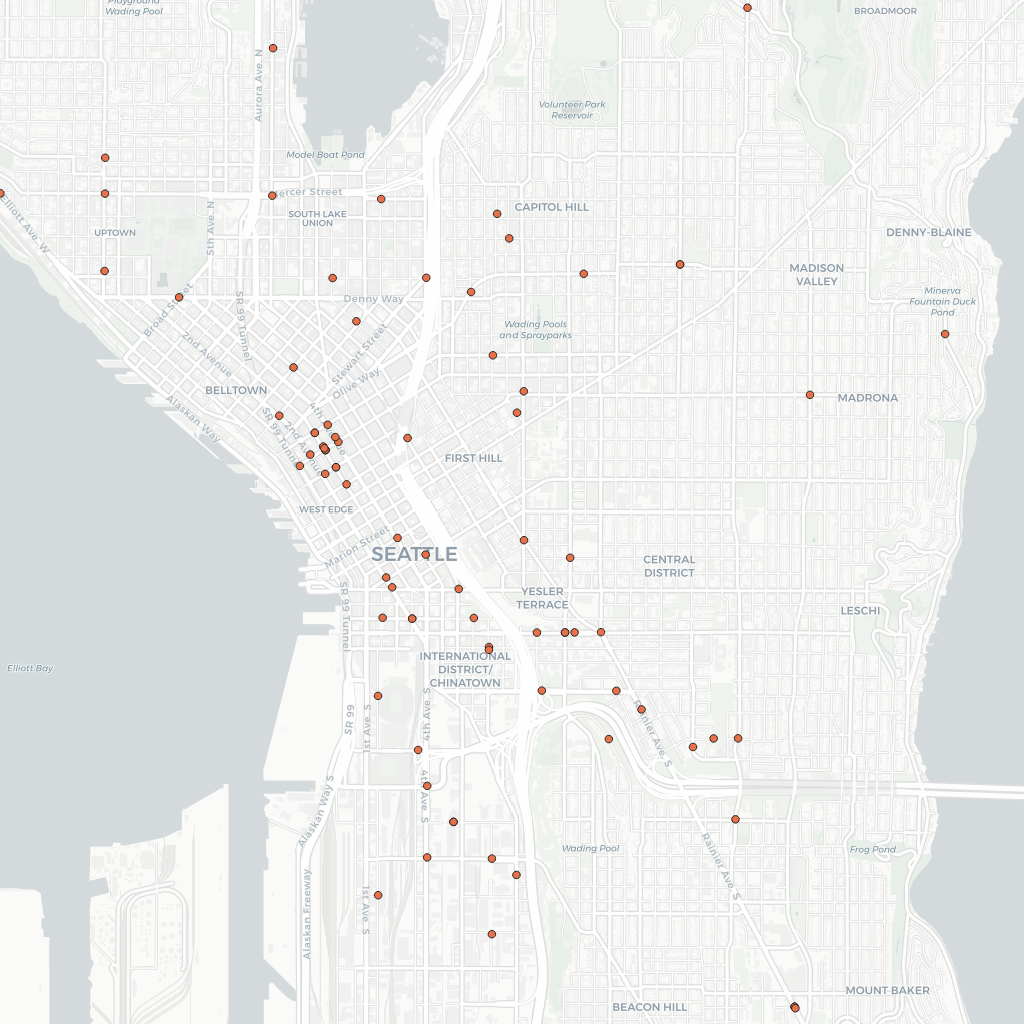 Playground
Wading Pool
BROADMOOR
Aurora Ave. N
Volunteer Park
Reservoir
Model Boat Pond
Mercer Street
Elliott Ave. W
5th Ave. N
SOUTH LAKE
UNION
CAPITOL HILL
UPTOWN
DENNY-BLAINE
MADISON
VALLEY
Broad Street
SR 99 Tunnel
Denny Way
Minerva
Fountain Duck
Pond
2nd Avenue
Stewart Street
Wading Pools
and Sprayparks
Olive Way
BELLTOWN
MADRONA
Alaskan Way
SR 99 Tunnel
2nd Avenue
4th Avenue
FIRST HILL
WEST EDGE
Marion Street
SEATTLE
CENTRAL
DISTRICT
SR 99 Tunnel
YESLER
TERRACE
LESCHI
Elliott Bay
INTERNATIONAL
DISTRICT/
CHINATOWN
SR 99
1st Ave. S
4th Ave. S
Rainier Ave. S
Alaskan Way S
4th Ave. S
Wading Pool
Frog Pond
Rainier Ave. S
Alaskan Freeway
1st Ave. S
MOUNT BAKER
BEACON HILL